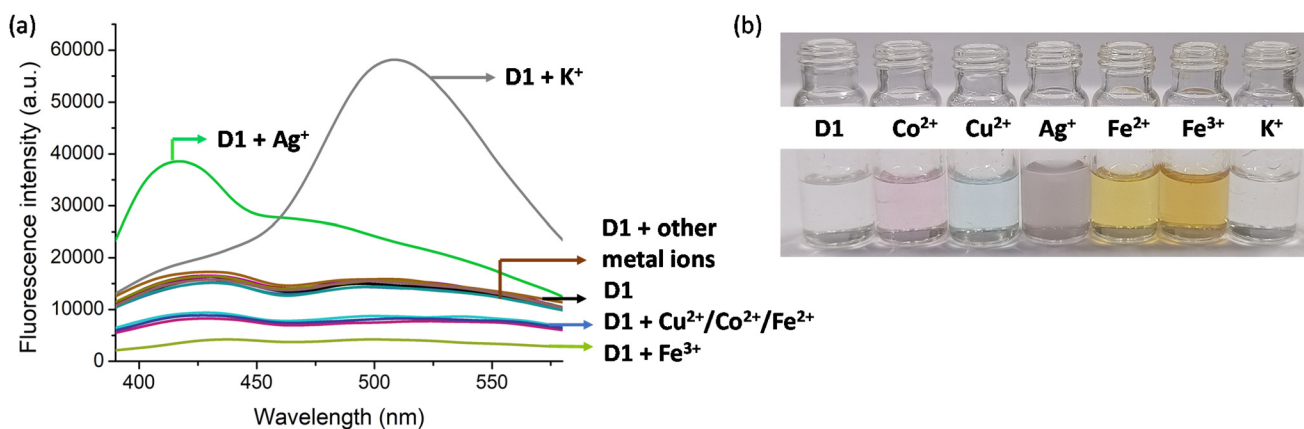 (a)
60000
50000
40000
30000
20000
10000
0
Fluorescence intensity (a.u.)
400
450
500
550
Wavelength (nm)
D1 + K⁺
D1 + Ag⁺
D1 + other
metal ions
D1
D1 + Cu²⁺/Co²⁺/Fe²⁺
D1 + Fe³⁺
(b)
D1 Co²⁺ Cu²⁺ Ag⁺ Fe²⁺ Fe³⁺ K⁺